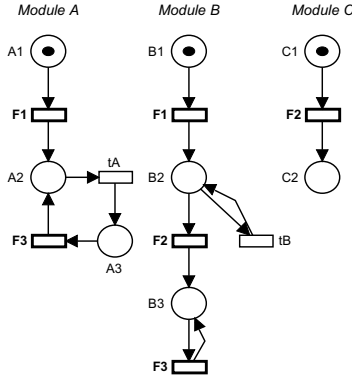 Module A Module B Module C
A1 B1 C1
F1 F1 F2
tA
A2 B2 C2
F3 F2 tB
A3
B3
F3